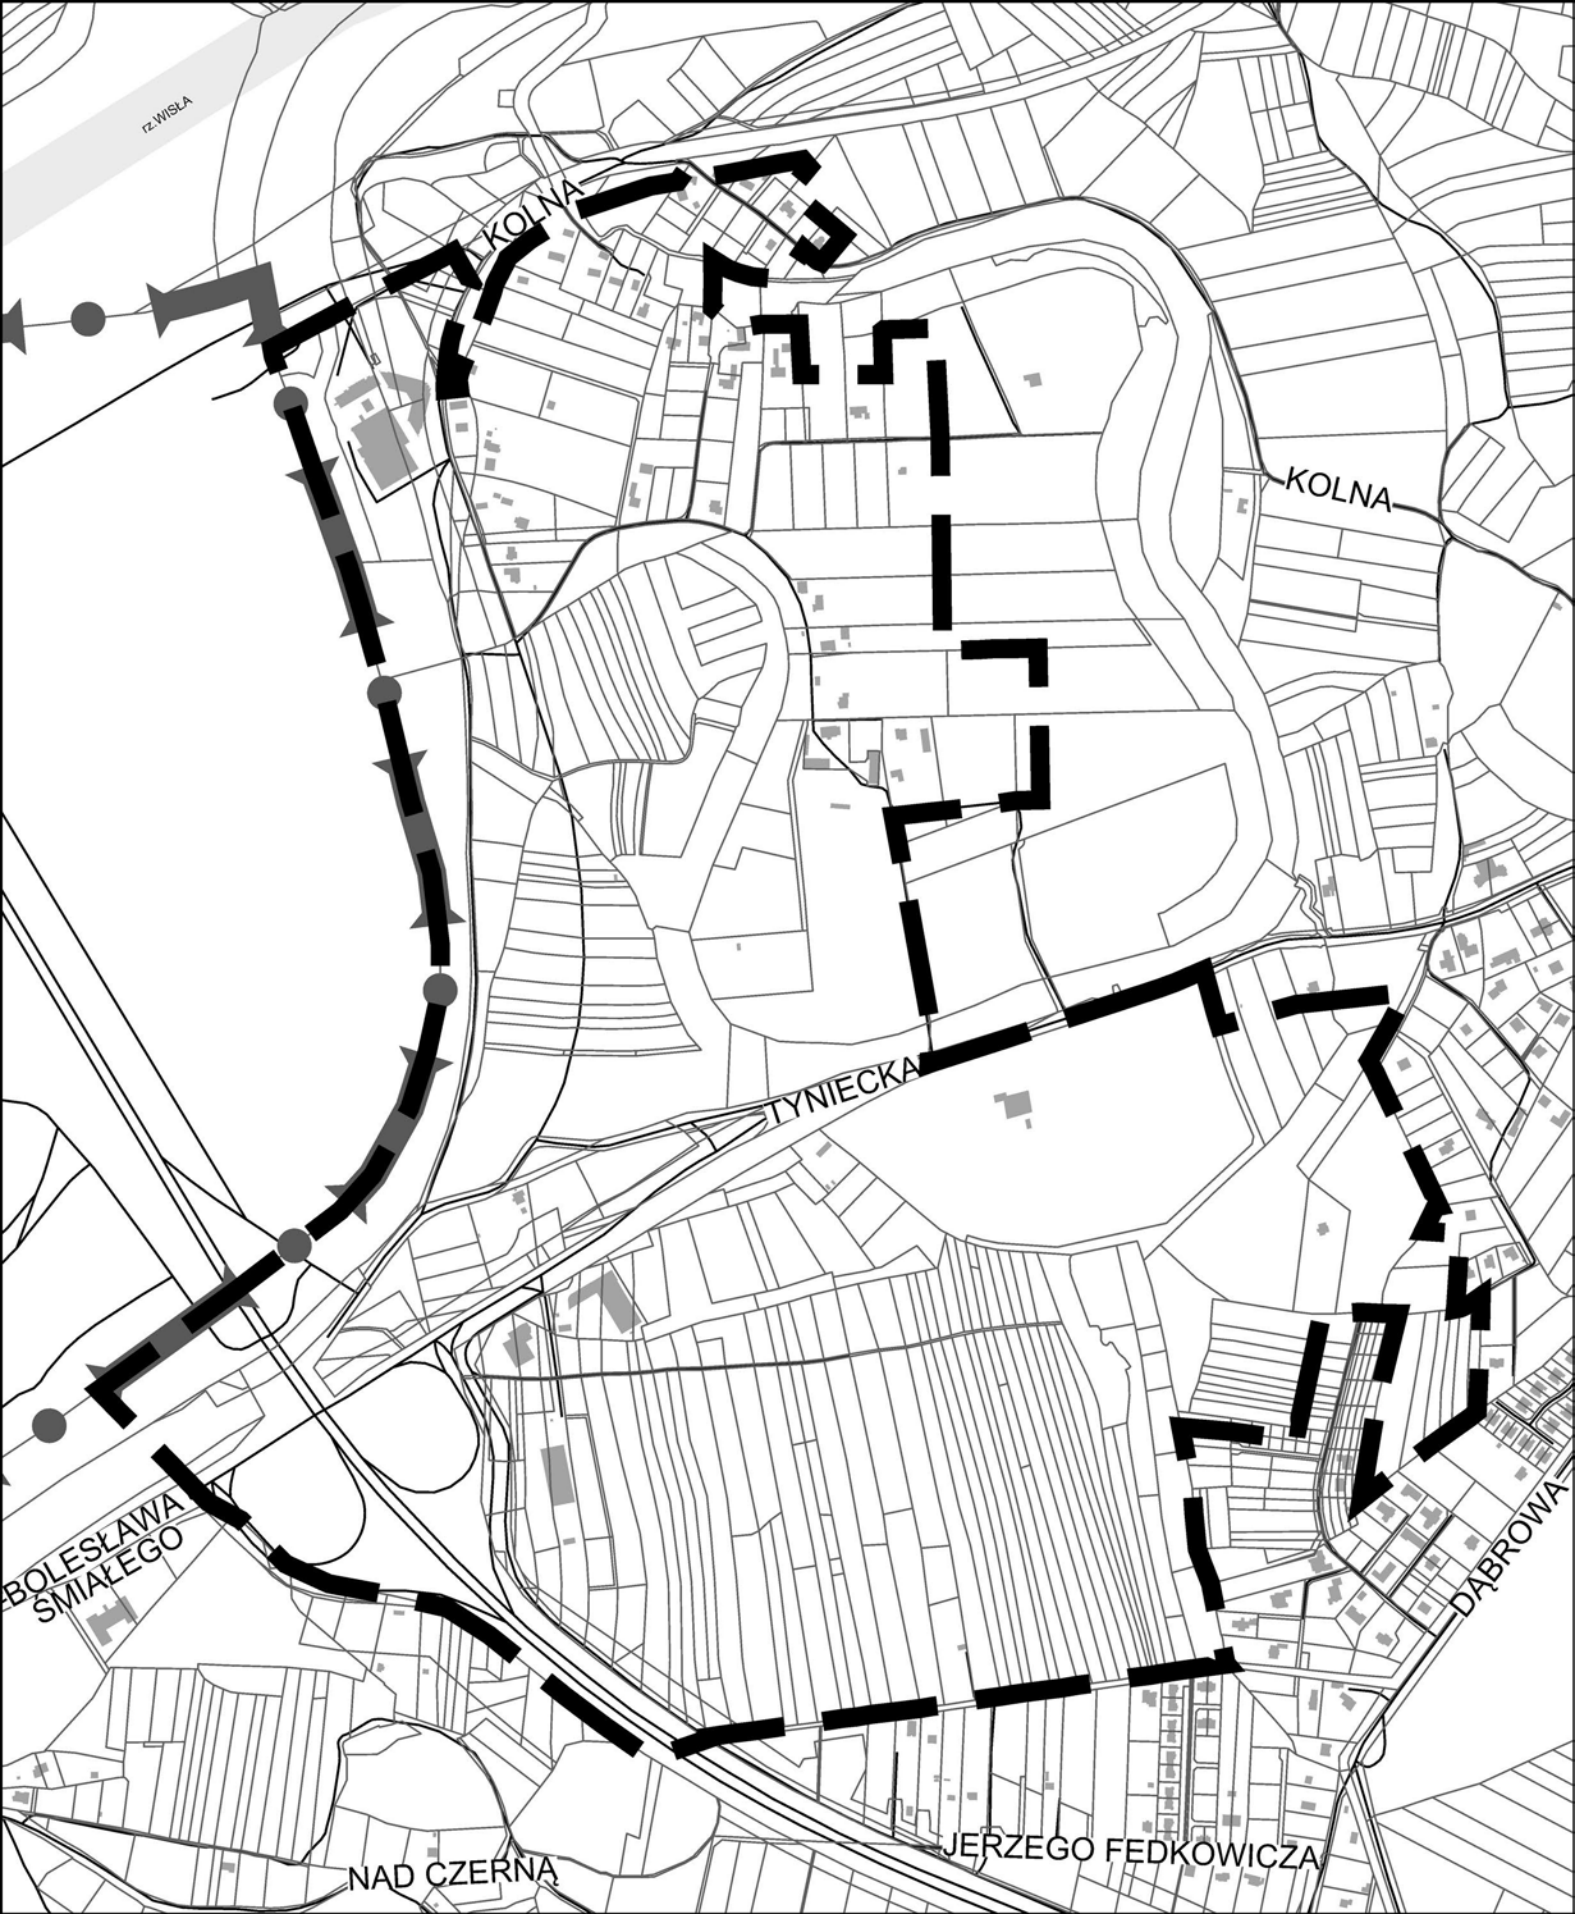 rz.WISŁA
KOLNA
KOLNA
TYNIECKA
BOLESŁAWA
ŚMIAŁEGO
DĄBROWA
JERZEGO FEDKOWICZA
NAD CZERNĄ